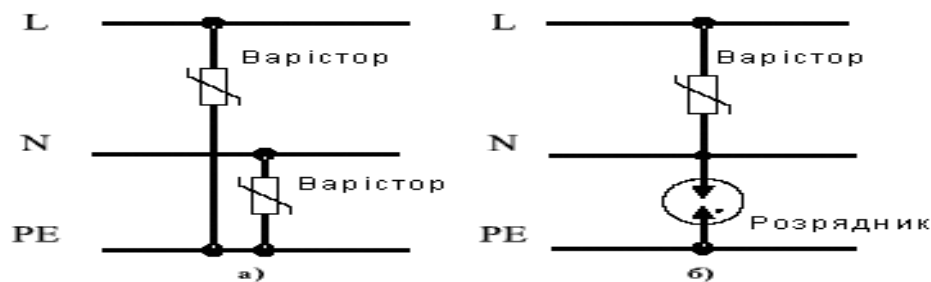 L
Варістор
N
Варістор
PE
а)
L
Варістор
N
Розрядник
PE
б)